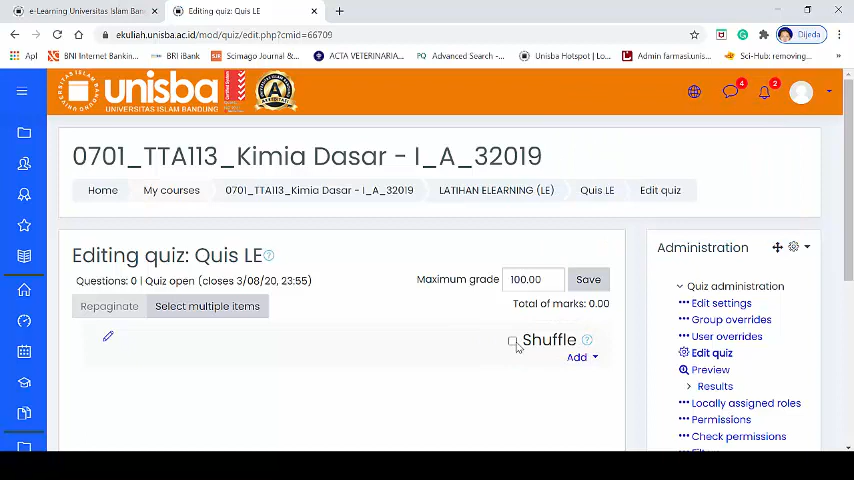 e-Learning Universitas Islam Band
Editing quiz: Quis LE
ekuliah.unisba.ac.id/mod/quiz/edit.php?cmid=66709
Dijeda
Apl
BNI Internet Bankin...
BRI iBank
Scimago Journal &...
ACTA VETERINARIA...
Advanced Search -...
Unisba Hotspot | Lo...
Admin farmasi.unis...
Sci-Hub: removing...
unisba
UNIVERSITAS ISLAM BANDUNG
4
2
0701_TTA113_Kimia Dasar - I_A_32019
Home
My courses
0701_TTA113_Kimia Dasar - I_A_32019
LATIHAN ELEARNING (LE)
Quis LE
Edit quiz
Editing quiz: Quis LE
Questions: 0 | Quiz open (closes 3/08/20, 23:55)
Maximum grade 100.00 Save
Total of marks: 0.00
Repaginate
Select multiple items
Shuffle
Add
Administration
Quiz administration
Edit settings
Group overrides
User overrides
Edit quiz
Preview
Results
Locally assigned roles
Permissions
Check permissions